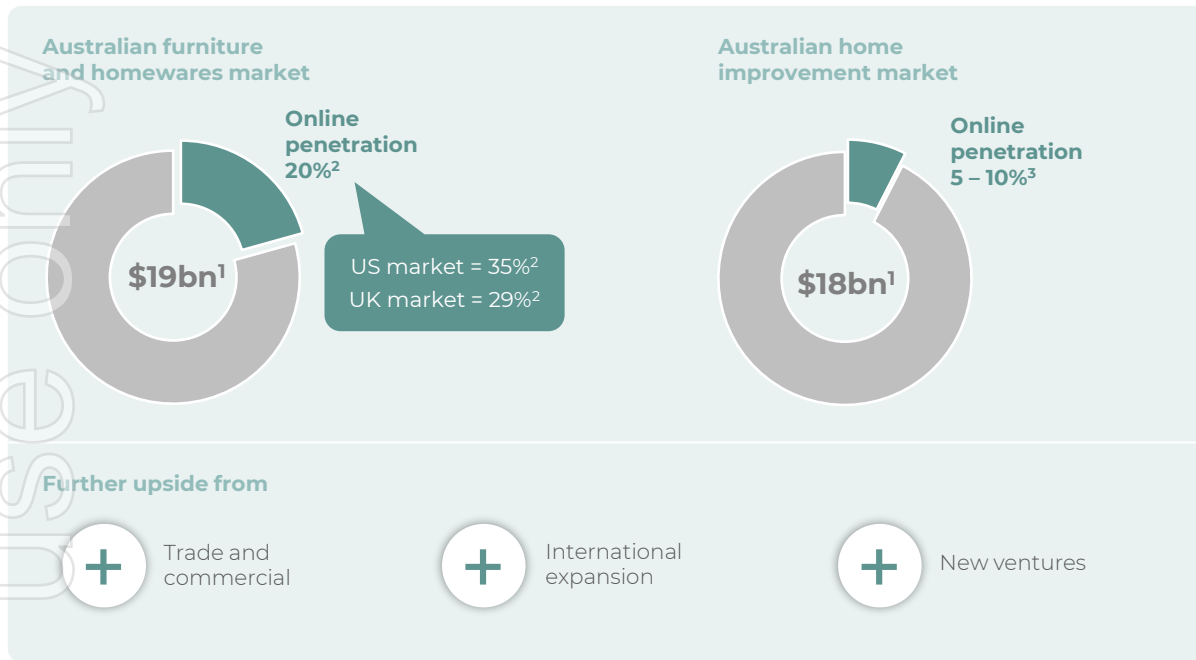 Australian furniture
and homewares market
Online
penetration
20%²
$19bn¹
US market = 35%²
UK market = 29%²
Australian home
improvement market
Online
penetration
5 – 10%³
$18bn¹
Further upside from
Trade and
commercial
International
expansion
New ventures
use only